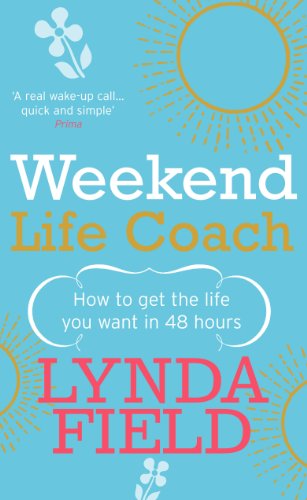 'A real wake-up call...
quick and simple'
Prima
Weekend
Life Coach
How to get the life
you want in 48 hours
LYNDA
FIELD